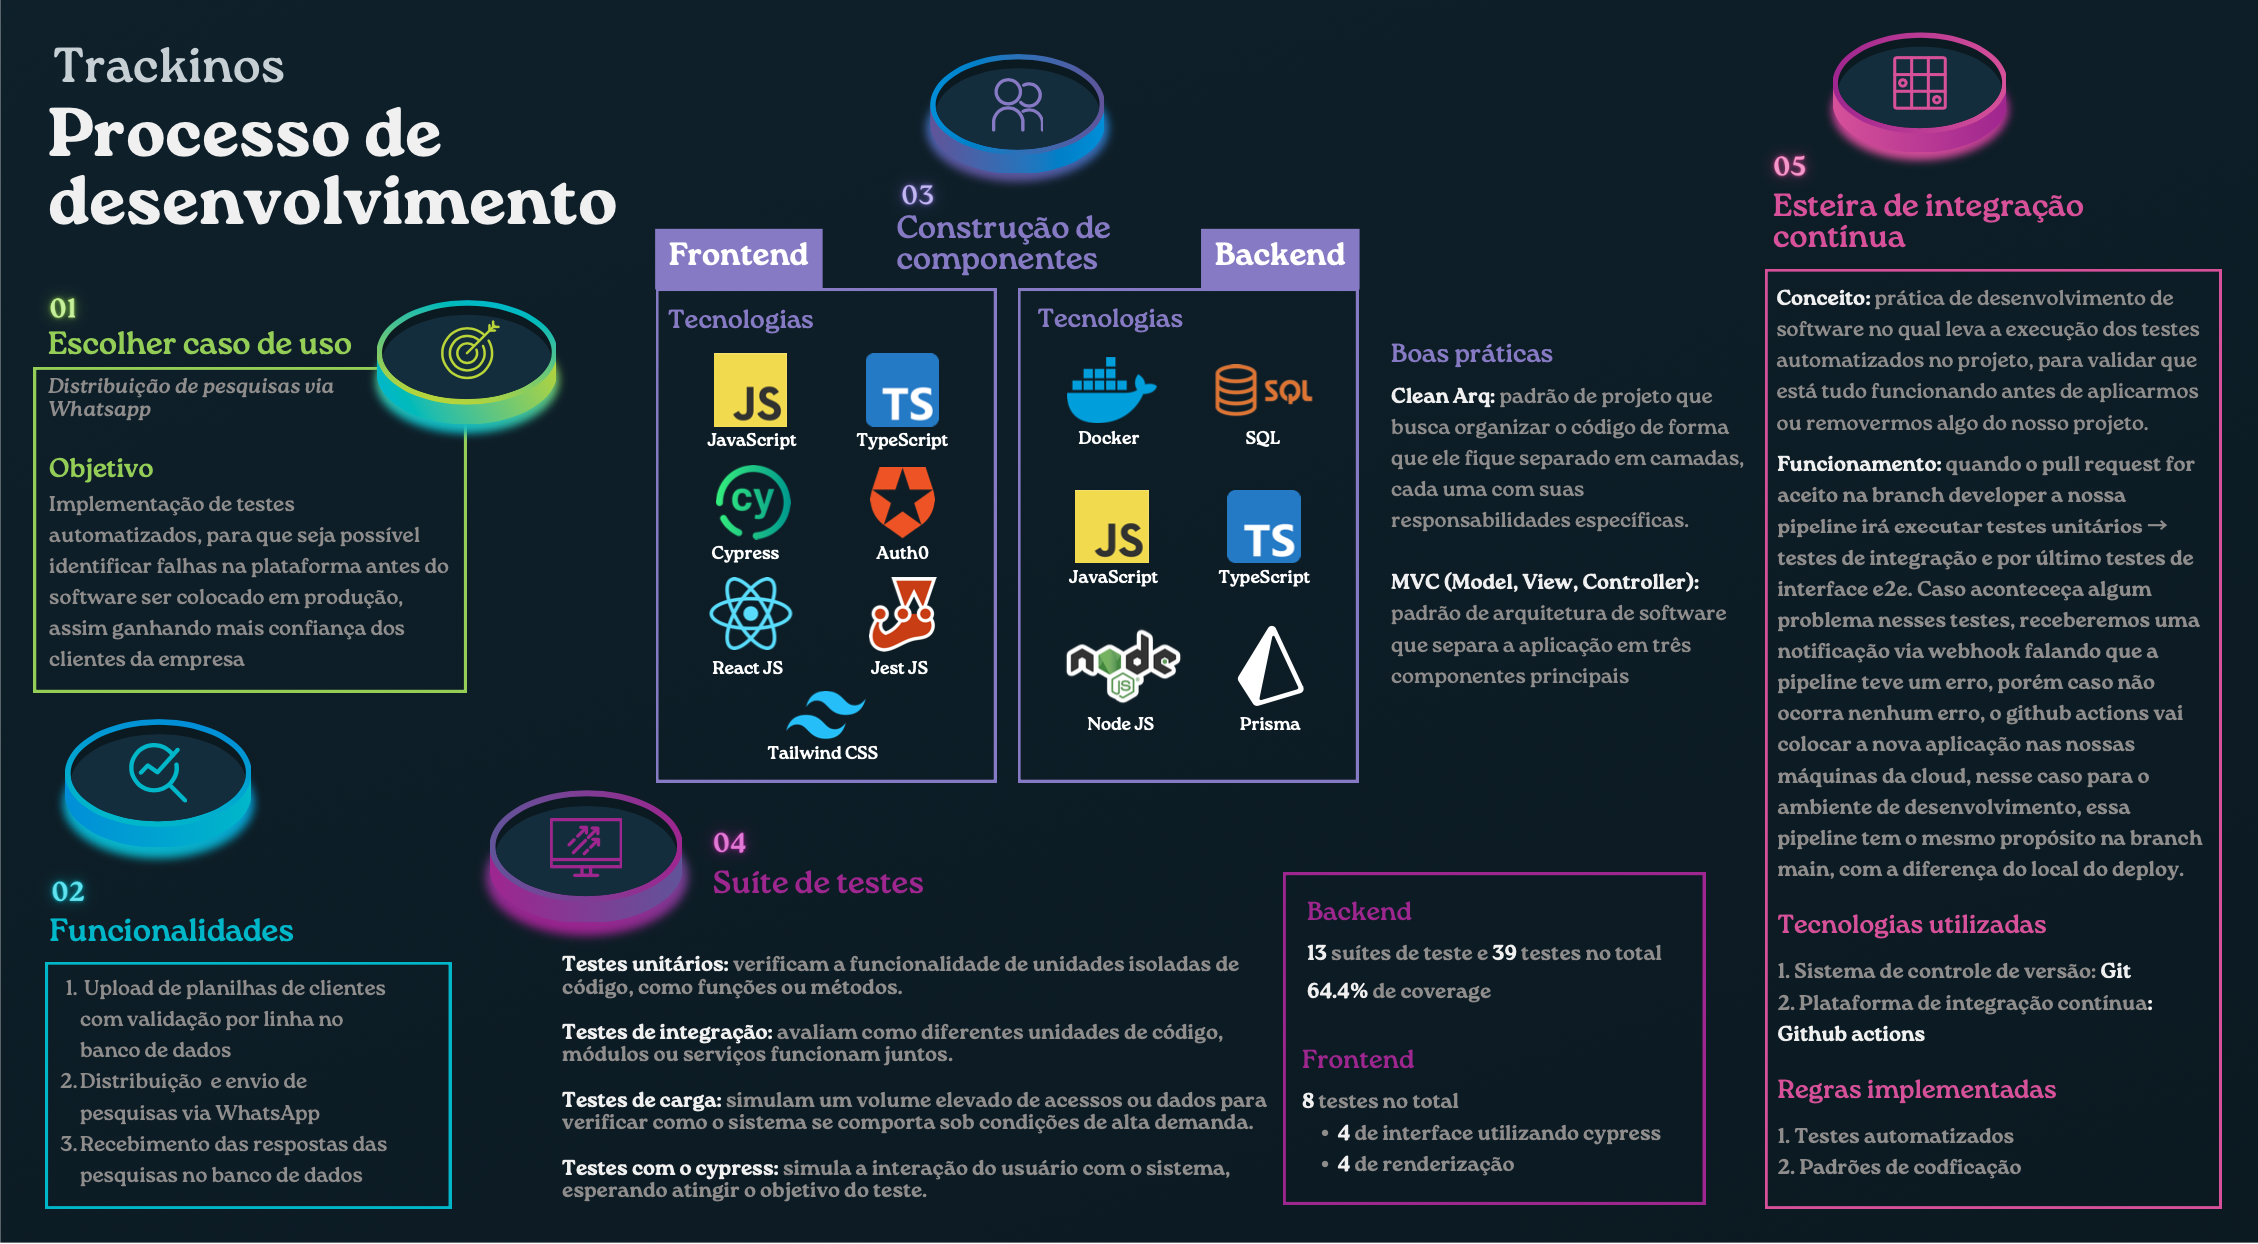 Trackinos
Processo de
desenvolvimento
01
Escolher caso de uso
Distribuição de pesquisas via
Whatsapp
Objetivo
Implementação de testes
automatizados, para que seja possível
identificar falhas na plataforma antes do
software ser colocado em produção,
assim ganhando mais confiança dos
clientes da empresa
02
Funcionalidades
1. Upload de planilhas de clientes
com validação por linha no
banco de dados
2. Distribuição e envio de
pesquisas via WhatsApp
3. Recebimento das respostas das
pesquisas no banco de dados
03
Construção de
componentes
Frontend
Tecnologias
JS
JavaScript
TS
TypeScript
cy
Cypress
Auth0
React JS
Jest JS
Tailwind CSS
Backend
Tecnologias
Docker
SQL
SQL
JS
JavaScript
TS
TypeScript
node
JS
Node JS
Prisma
Boas práticas
Clean Arq: padrão de projeto que
busca organizar o código de forma
que ele fique separado em camadas,
cada uma com suas
responsabilidades específicas.
MVC (Model, View, Controller):
padrão de arquitetura de software
que separa a aplicação em três
componentes principais
04
Suíte de testes
Testes unitários: verificam a funcionalidade de unidades isoladas de
código, como funções ou métodos.
Testes de integração: avaliam como diferentes unidades de código,
módulos ou serviços funcionam juntos.
Testes de carga: simulam um volume elevado de acessos ou dados para
verificar como o sistema se comporta sob condições de alta demanda.
Testes com o cypress: simula a interação do usuário com o sistema,
esperando atingir o objetivo do teste.
Backend
13 suítes de teste e 39 testes no total
64.4% de coverage
Frontend
8 testes no total
• 4 de interface utilizando cypress
• 4 de renderização
05
Esteira de integração
contínua
Conceito: prática de desenvolvimento de
software no qual leva a execução dos testes
automatizados no projeto, para validar que
está tudo funcionando antes de aplicarmos
ou removermos algo do nosso projeto.
Funcionamento: quando o pull request for
aceito na branch developer a nossa
pipeline irá executar testes unitários →
testes de integração e por último testes de
interface e2e. Caso aconteceça algum
problema nesses testes, receberemos uma
notificação via webhook falando que a
pipeline teve um erro, porém caso não
ocorra nenhum erro, o github actions vai
colocar a nova aplicação nas nossas
máquinas da cloud, nesse caso para o
ambiente de desenvolvimento, essa
pipeline tem o mesmo propósito na branch
main, com a diferença do local do deploy.
Tecnologias utilizadas
1. Sistema de controle de versão: Git
2. Plataforma de integração contínua:
Github actions
Regras implementadas
1. Testes automatizados
2. Padrões de codficação